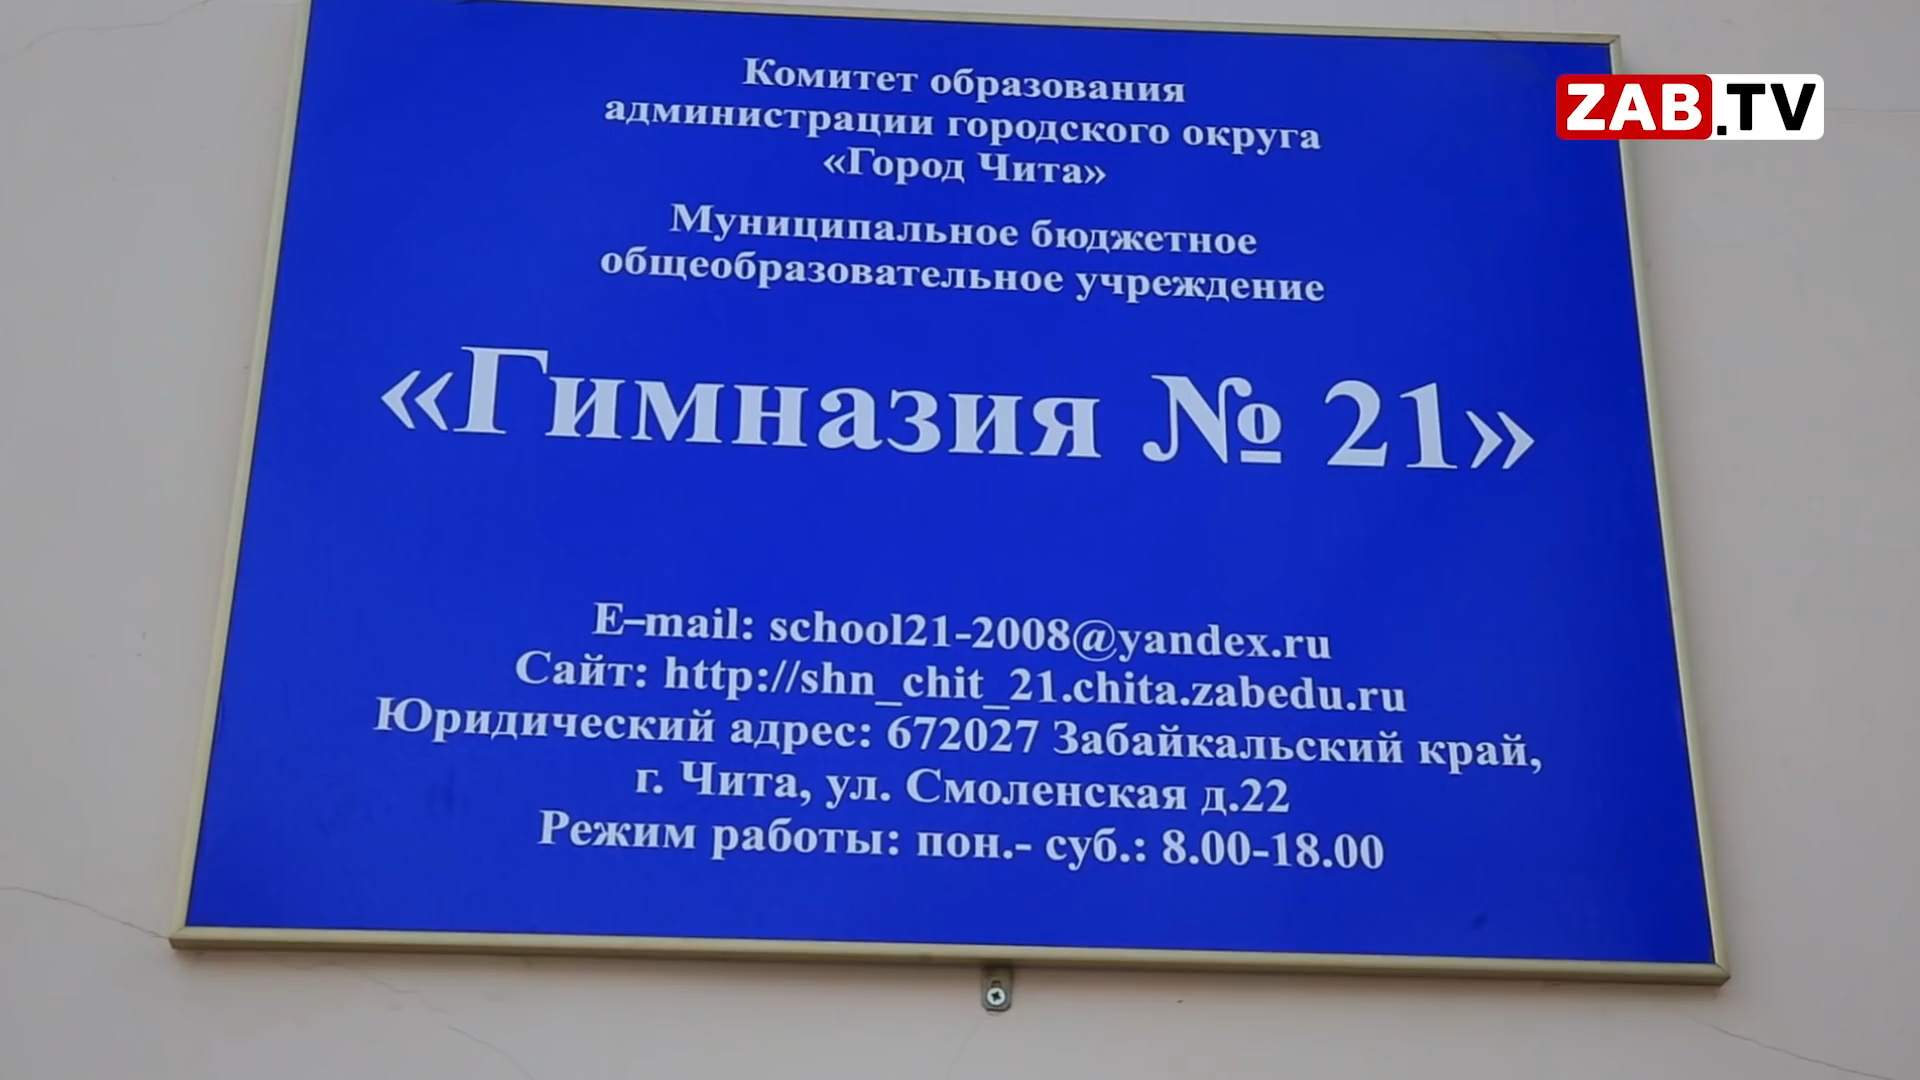 ZAB.TV
Комитет образования
администрации городского округа
«Город Чита»
Муниципальное бюджетное
общеобразовательное учреждение
«Гимназия № 21»
E–mail: school21-2008@yandex.ru
Сайт: http://shn_chit_21.chita.zabedu.ru
Юридический адрес: 672027 Забайкальский край,
г. Чита, ул. Смоленская д.22
Режим работы: пон.- суб.: 8.00-18.00